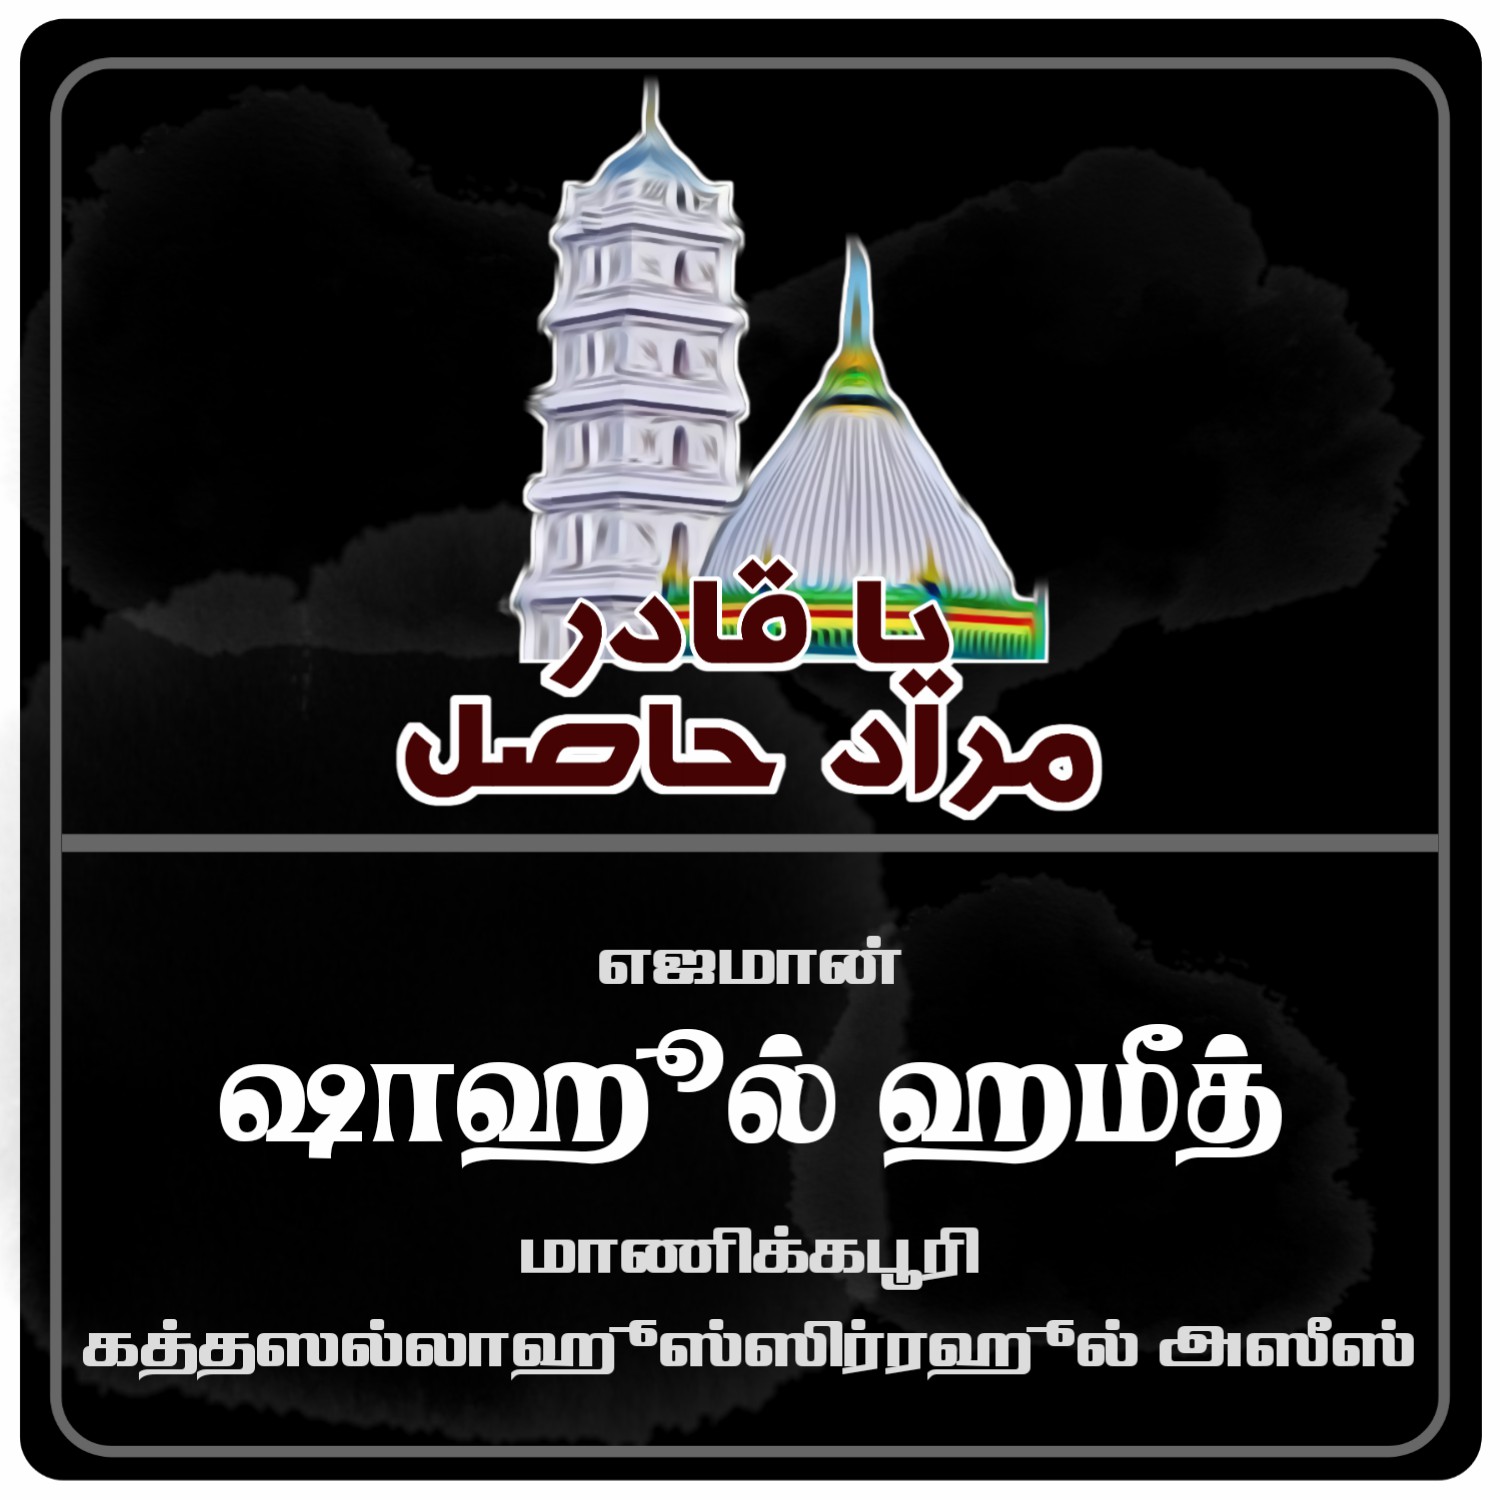 يا قادر
مراد حاصل
எஜமான்
ஷாஹுல் ஹமீத்
மாணிக்கபூரி
கத்தஸல்லாஹுஸ்ஸிர்ரஹுல் அஸீஸ்